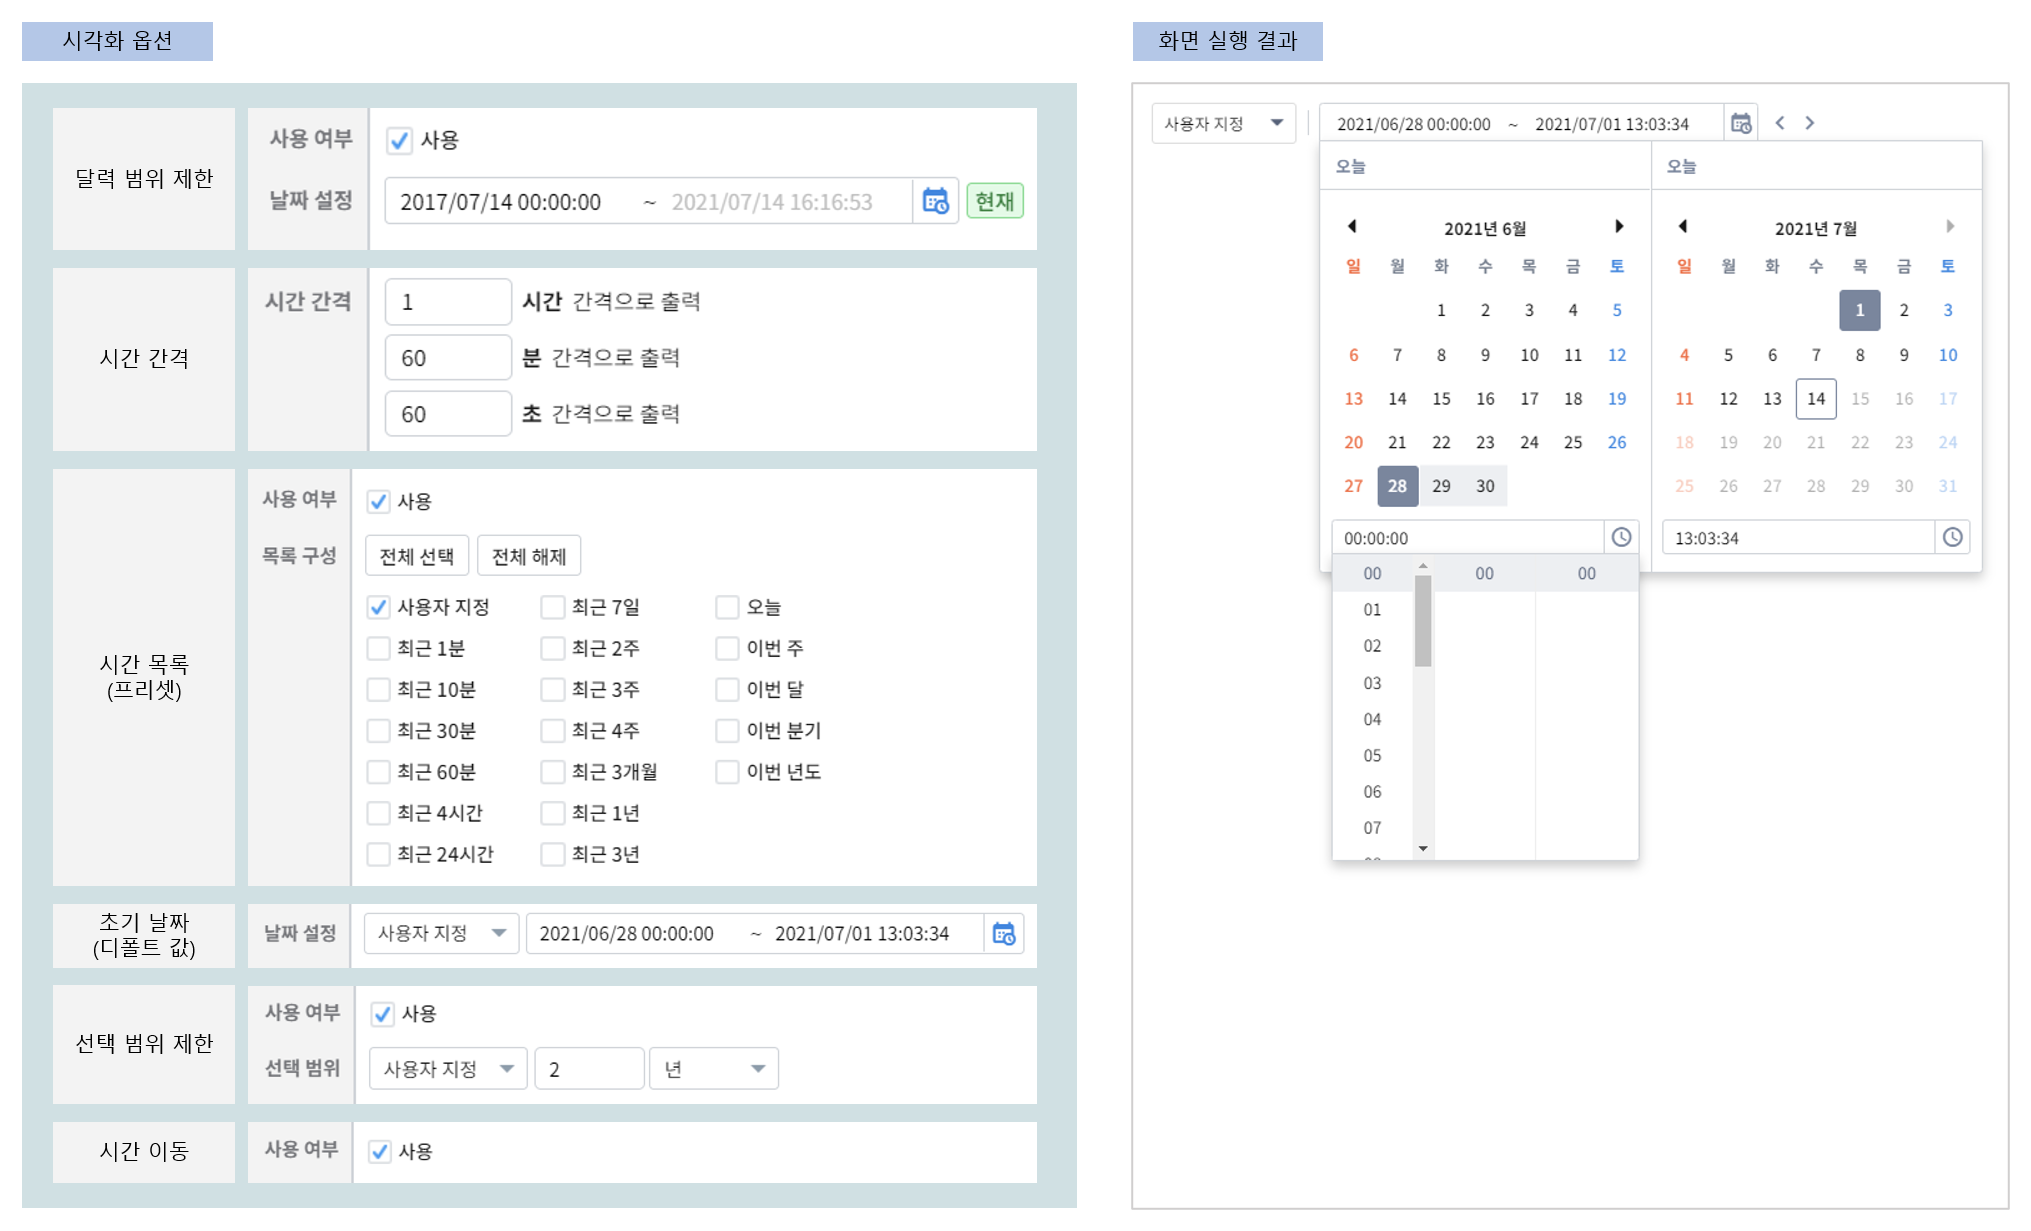 시각화 옵션
달력 범위 제한
사용 여부
사용
날짜 설정
2017/07/14 00:00:00 ~ 2021/07/14 16:16:53
현재
시간 간격
시간 간격
1 시간 간격으로 출력
60 분 간격으로 출력
60 초 간격으로 출력
시간 목록
(프리셋)
사용 여부
사용
목록 구성
전체 선택 전체 해제
사용자 지정 최근 7일 오늘
최근 1분 최근 2주 이번 주
최근 10분 최근 3주 이번 달
최근 30분 최근 4주 이번 분기
최근 60분 최근 3개월 이번 년도
최근 4시간 최근 1년
최근 24시간 최근 3년
초기 날짜
(디폴트 값)
날짜 설정
사용자 지정 2021/06/28 00:00:00 ~ 2021/07/01 13:03:34
선택 범위 제한
사용 여부
사용
선택 범위
사용자 지정 2 년
시간 이동
사용 여부
사용
화면 실행 결과
사용자 지정 2021/06/28 00:00:00 ~ 2021/07/01 13:03:34
오늘
2021년 6월
일 월 화 수 목 금 토
1 2 3 4 5
6 7 8 9 10 11 12
13 14 15 16 17 18 19
20 21 22 23 24 25 26
27 28 29 30
00:00:00
00 00 00
01
02
03
04
05
06
07
오늘
2021년 7월
일 월 화 수 목 금 토
1 2 3
4 5 6 7 8 9 10
11 12 13 14 15 16 17
18 19 20 21 22 23 24
25 26 27 28 29 30 31
13:03:34